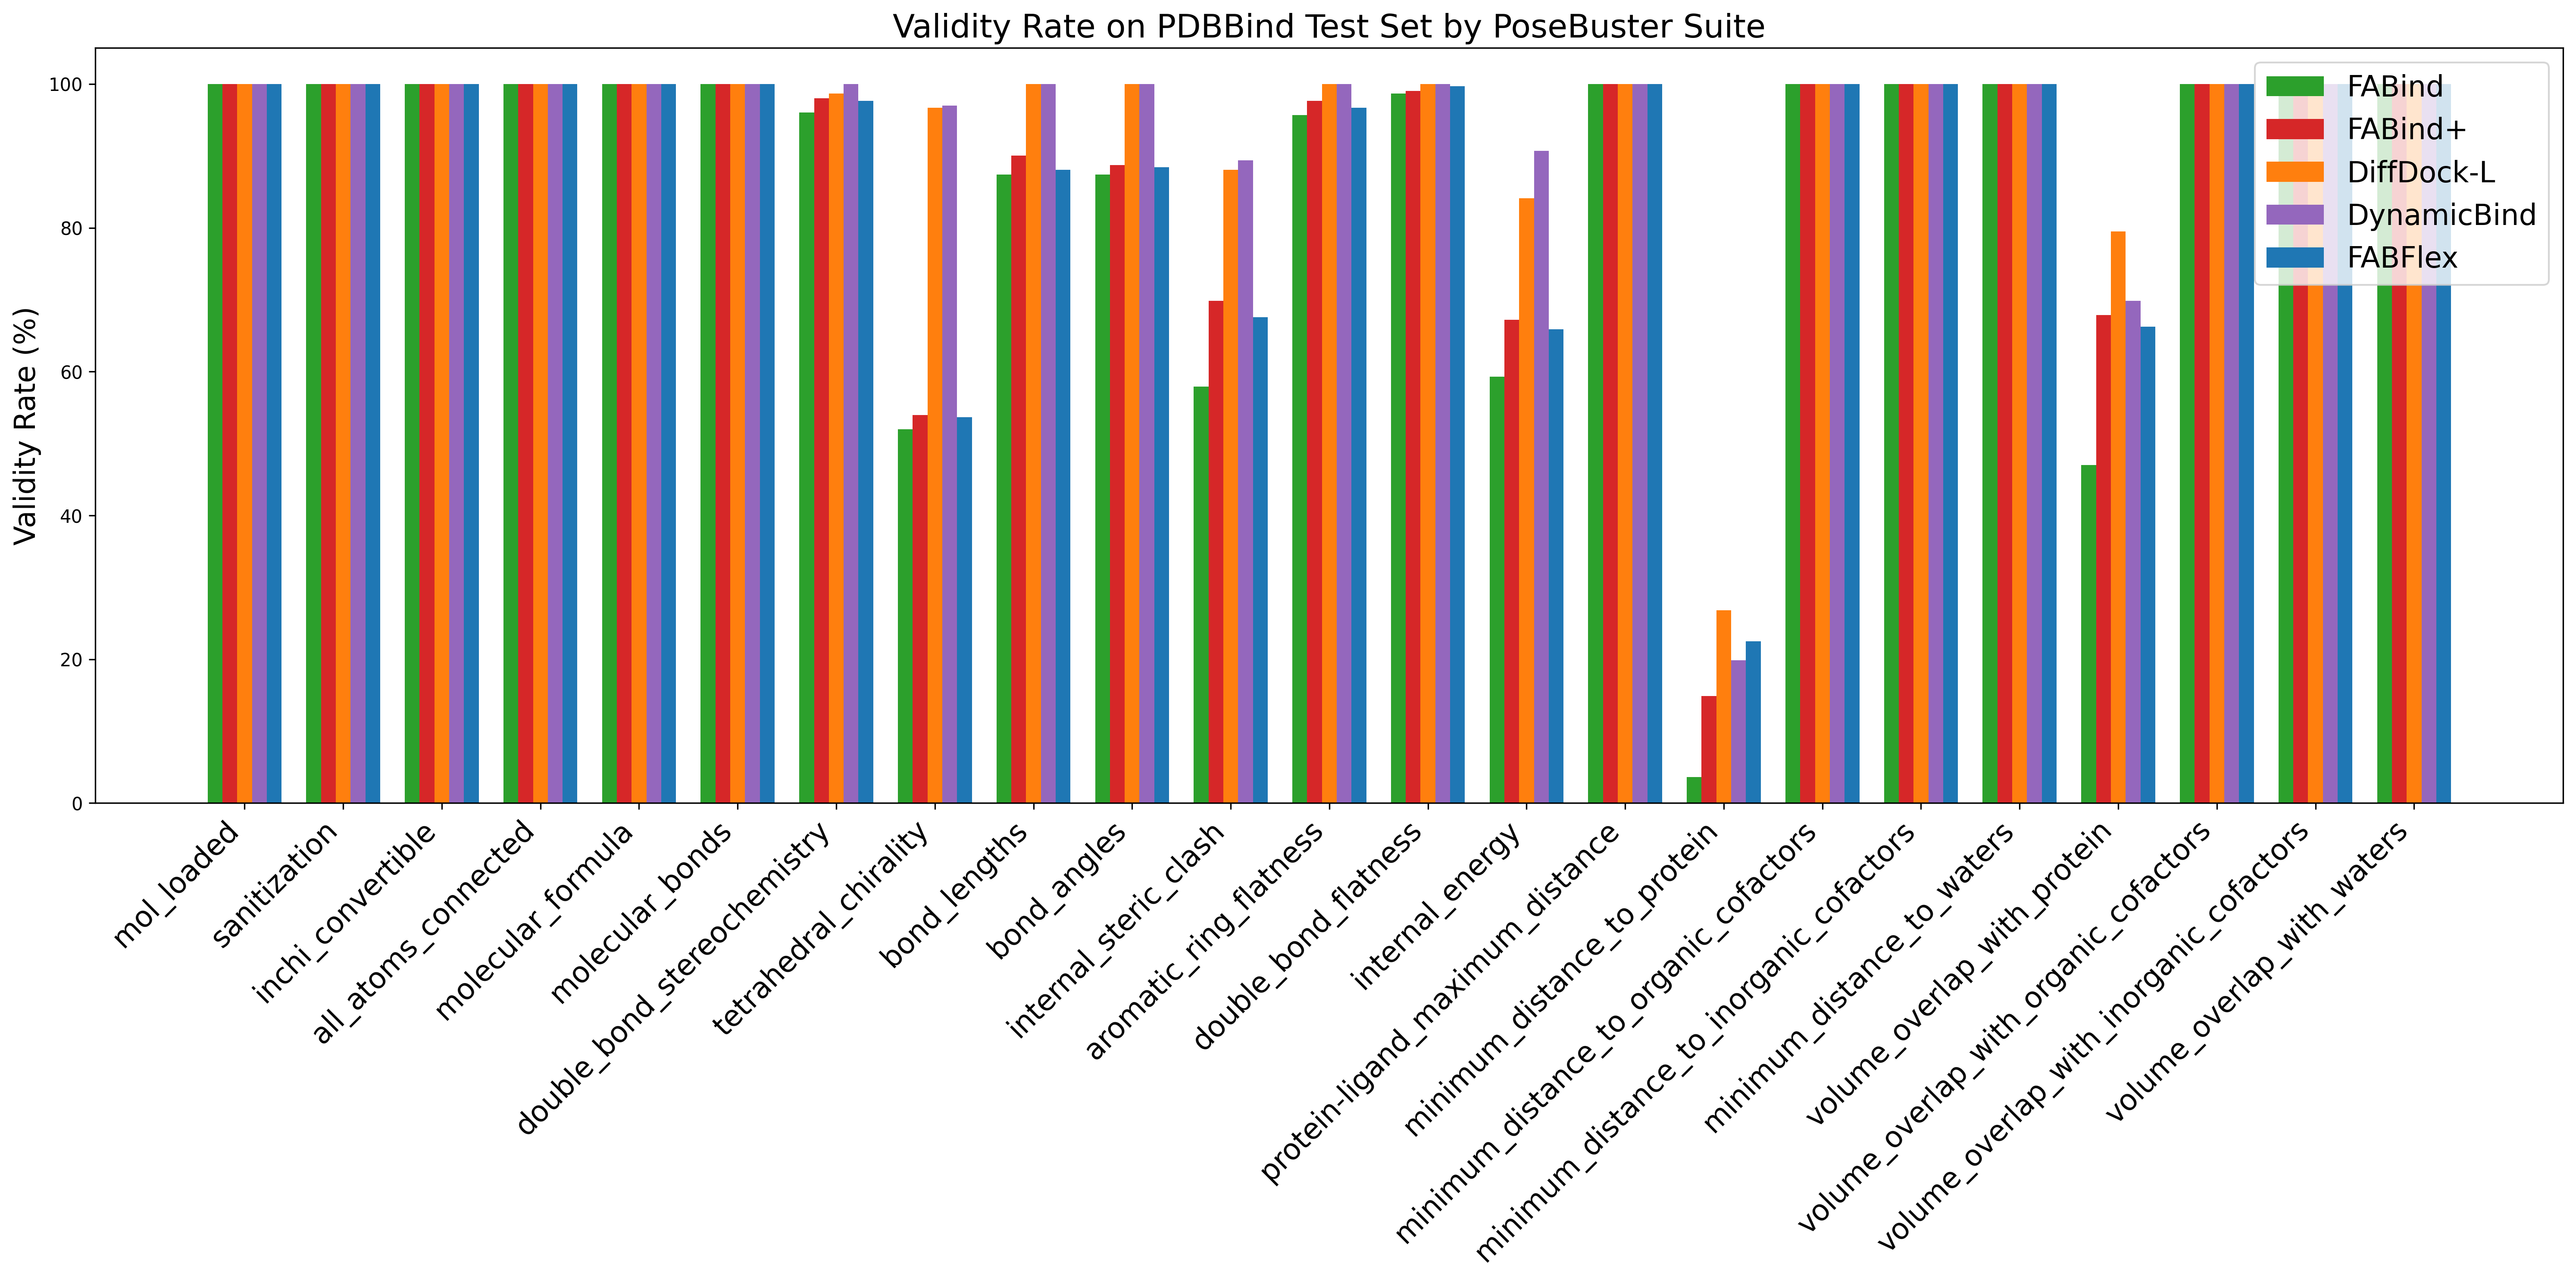 Validity Rate on PDBBind Test Set by PoseBuster Suite
Validity Rate (%)
100
80
60
40
20
0
FABind
FABind+
DiffDock-L
DynamicBind
FABFlex
mol_loaded
sanitization
inchi_convertible
all_atoms_connected
molecular_formula
molecular_bonds
double_bond_stereochemistry
tetrahedral_chirality
bond_lengths
bond_angles
internal_steric_clash
aromatic_ring_flatness
double_bond_flatness
internal_energy
protein-ligand_maximum_distance
minimum_distance_to_protein
minimum_distance_to_organic_cofactors
minimum_distance_to_inorganic_cofactors
minimum_distance_to_waters
volume_overlap_with_protein
volume_overlap_with_organic_cofactors
volume_overlap_with_inorganic_cofactors
volume_overlap_with_waters